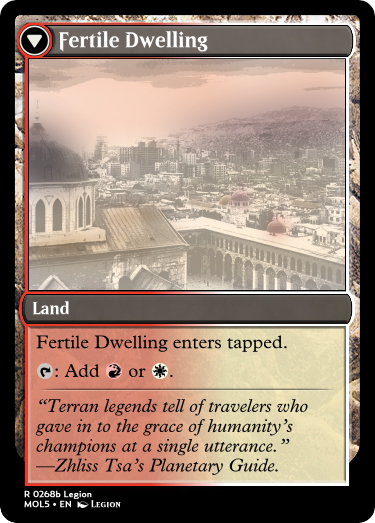 Fertile Dwelling
Land
Fertile Dwelling enters tapped.
: Add or .
“Terran legends tell of travelers who
gave in to the grace of humanity’s
champions at a single utterance.”
—Zhliss Tsa’s Planetary Guide.
R 0268b Legion
MOL5 • EN Legion